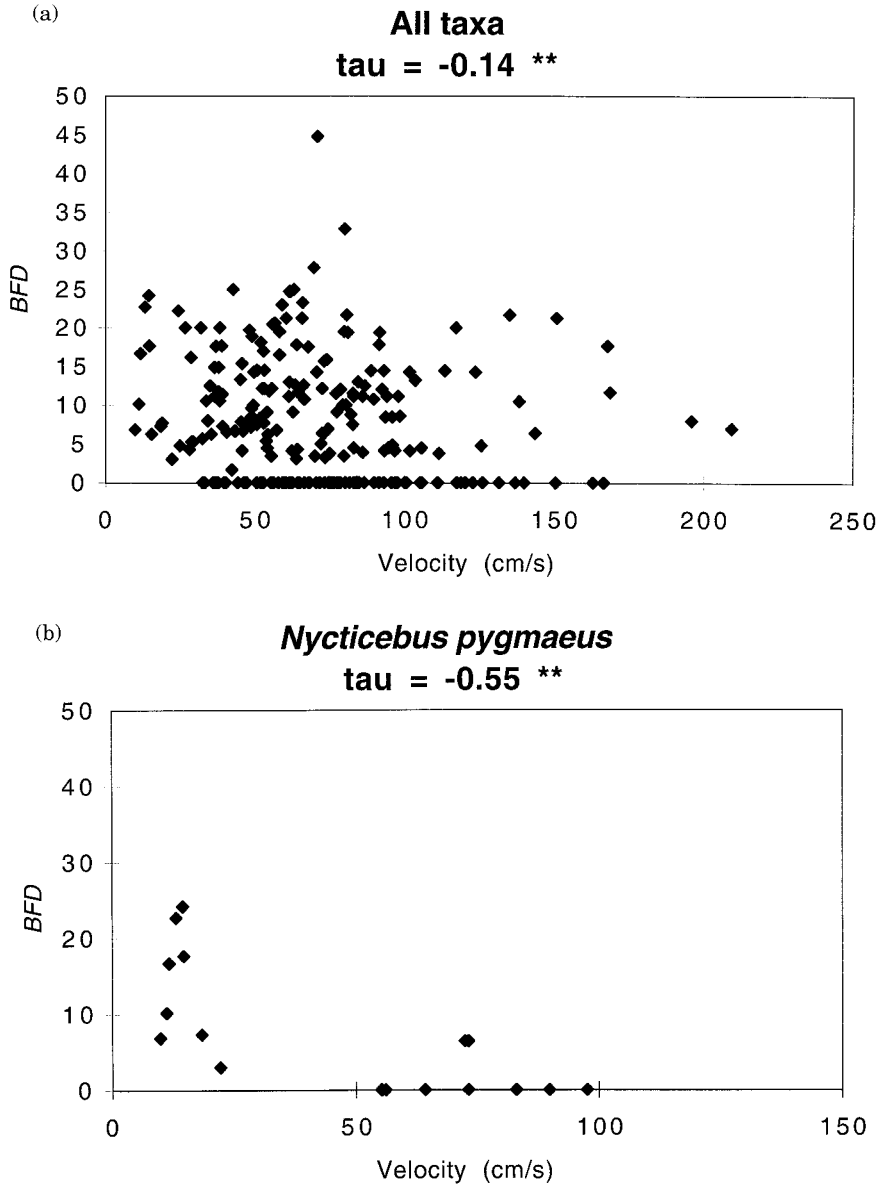 (a)
All taxa
tau = -0.14 **
50
45
40
35
30
25
20
15
10
5
0
BFD
0 50 100 150 200 250
Velocity (cm/s)
(b)
Nycticebus pygmaeus
tau = -0.55 **
50
40
30
20
10
0
BFD
0 50 100 150
Velocity (cm/s)